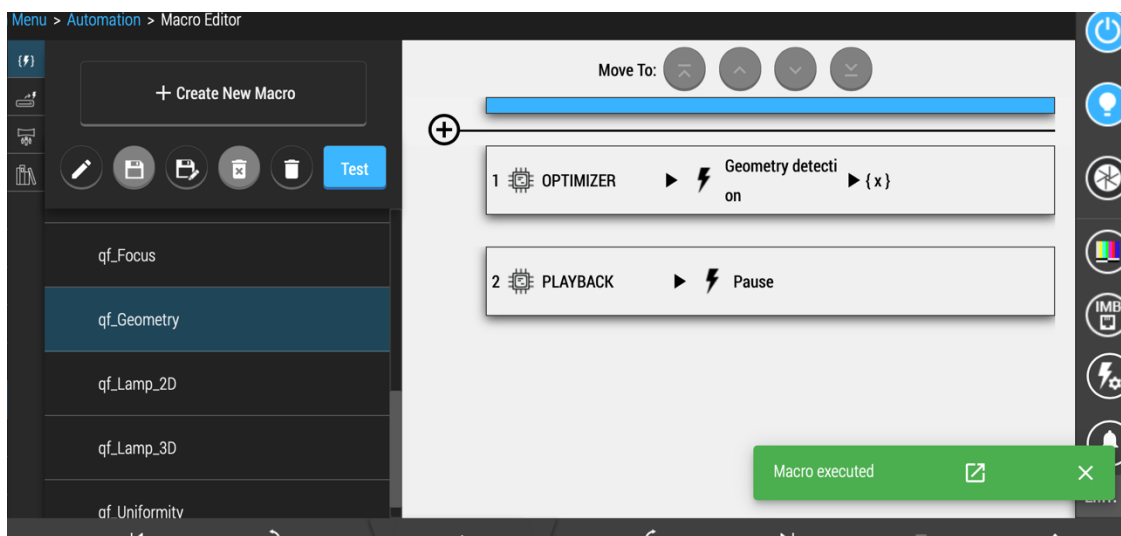 Menu > Automation > Macro Editor
Move To:
+ Create New Macro
Test
1 OPTIMIZER Geometry detecti
on
{ x }
2 PLAYBACK Pause
qf_Focus
qf_Geometry
qf_Lamp_2D
qf_Lamp_3D
qf_Uniformity
IMB
Macro executed